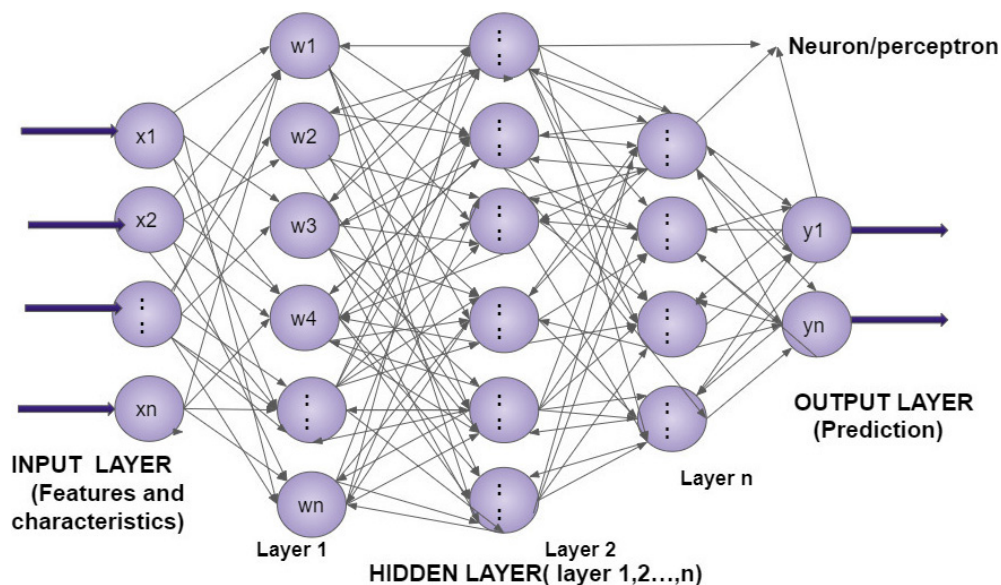 w1
Neuron/perceptron
x1
w2
x2
w3
y1
w4
yn
xn
wn
INPUT LAYER
(Features and
characteristics)
OUTPUT LAYER
(Prediction)
Layer n
Layer 1
Layer 2
HIDDEN LAYER( layer 1,2...,n)